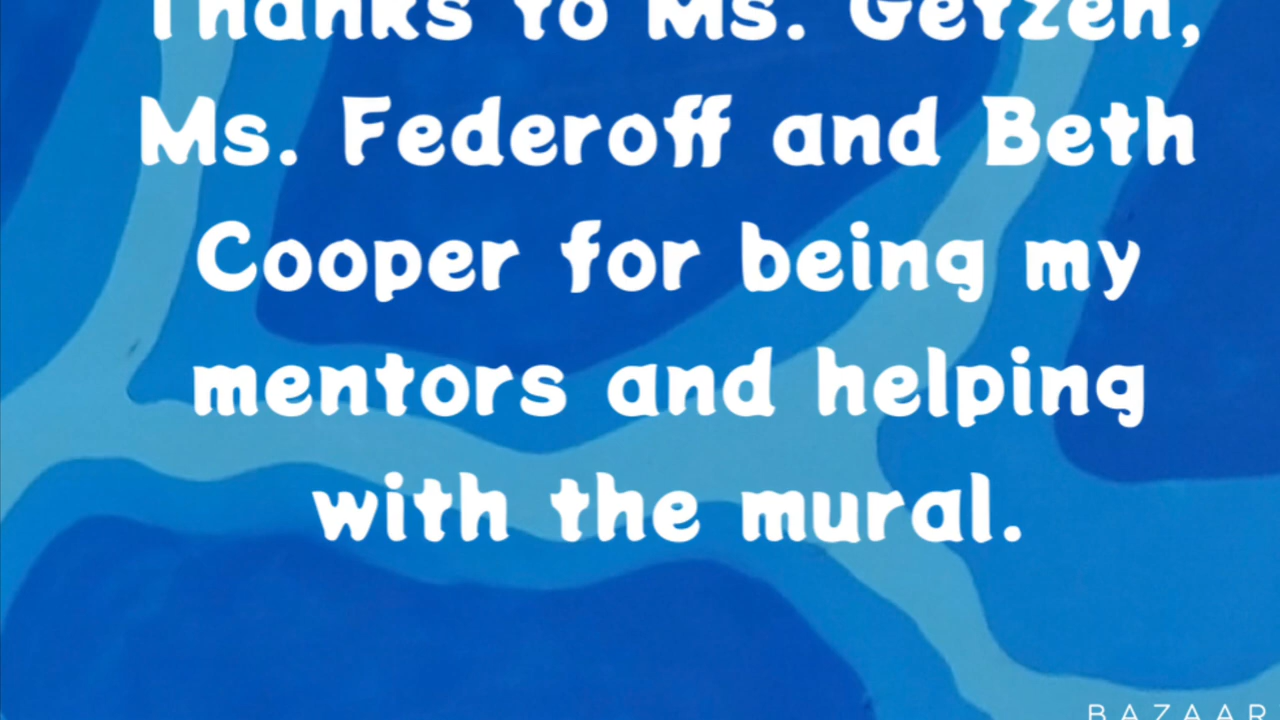 Thanks to Ms. Getzen,
Ms. Federoff and Beth
Cooper for being my
mentors and helping
with the mural.
BAZAAR